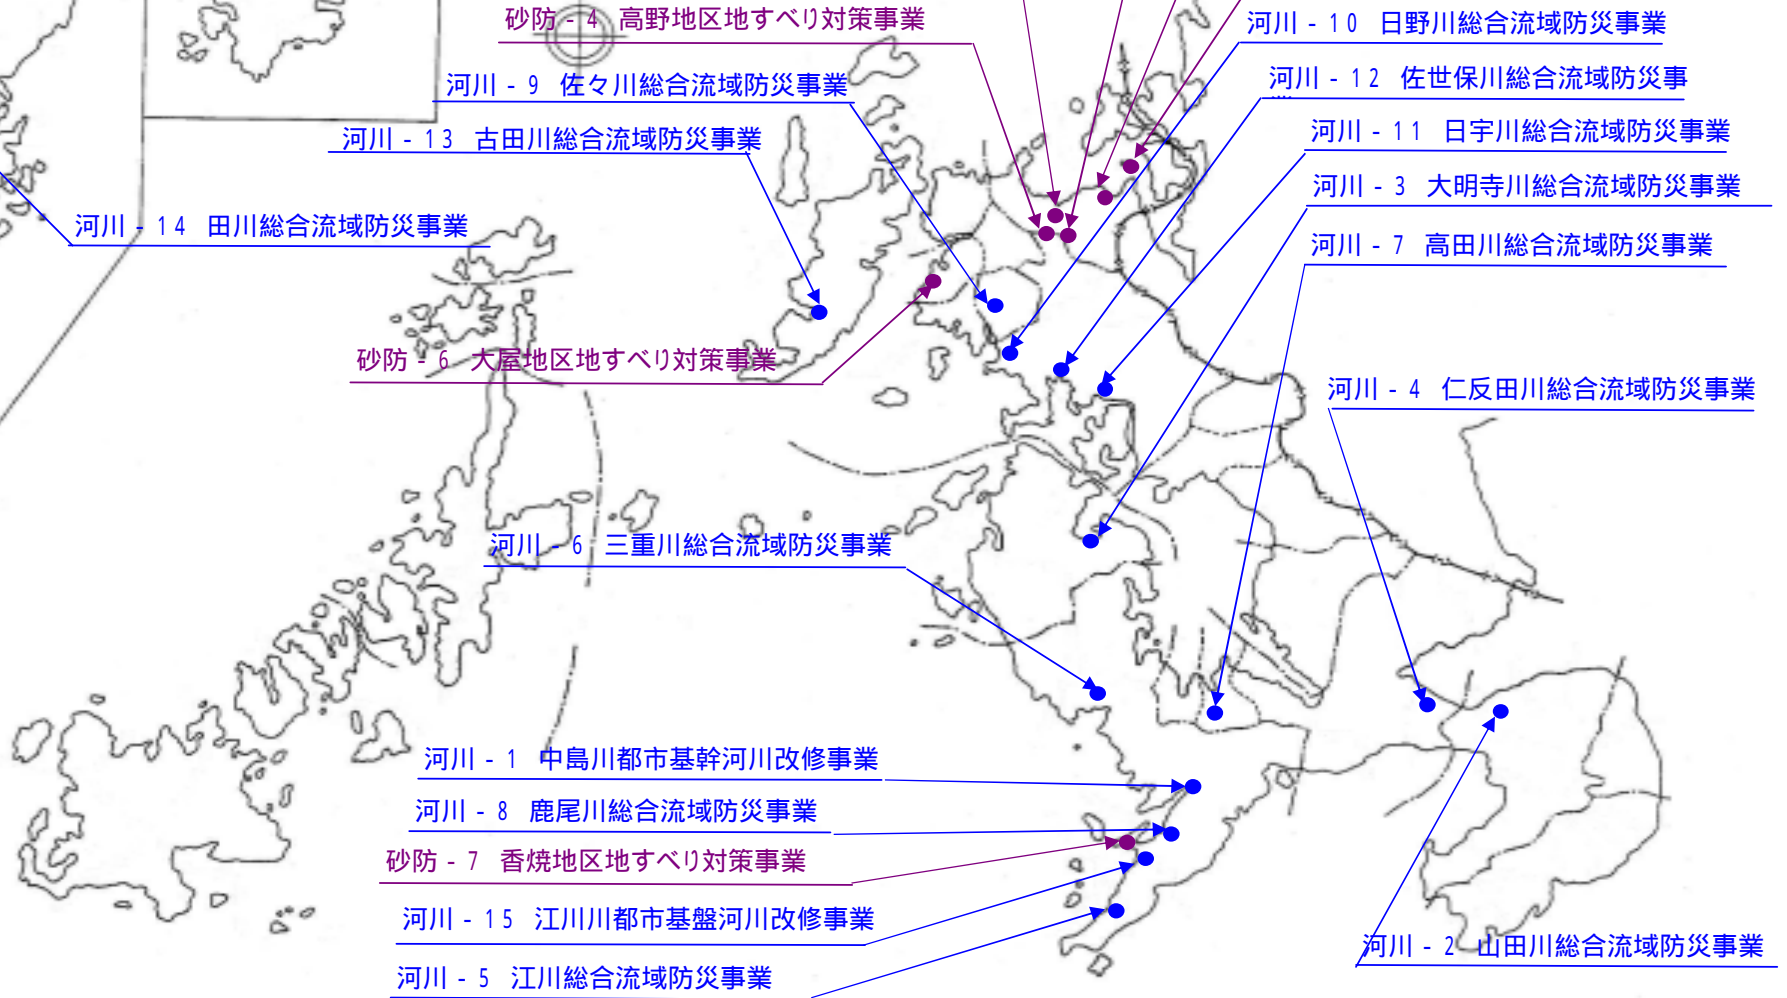 砂防 - 4 高野地区地すべり対策事業
河川 - 10 日野川総合流域防災事業
河川 - 9 佐々川総合流域防災事業
河川 - 12 佐世保川総合流域防災事
河川 - 13 古田川総合流域防災事業
河川 - 11 日宇川総合流域防災事業
河川 - 3 大明寺川総合流域防災事業
河川 - 14 田川総合流域防災事業
河川 - 7 高田川総合流域防災事業
砂防 - 6 大屋地区地すべり対策事業
河川 - 4 仁反田川総合流域防災事業
河川 - 6 三重川総合流域防災事業
河川 - 1 中島川都市基幹河川改修事業
河川 - 8 鹿尾川総合流域防災事業
砂防 - 7 香焼地区地すべり対策事業
河川 - 15 江川川都市基盤河川改修事業
河川 - 2 山田川総合流域防災事業
河川 - 5 江川総合流域防災事業